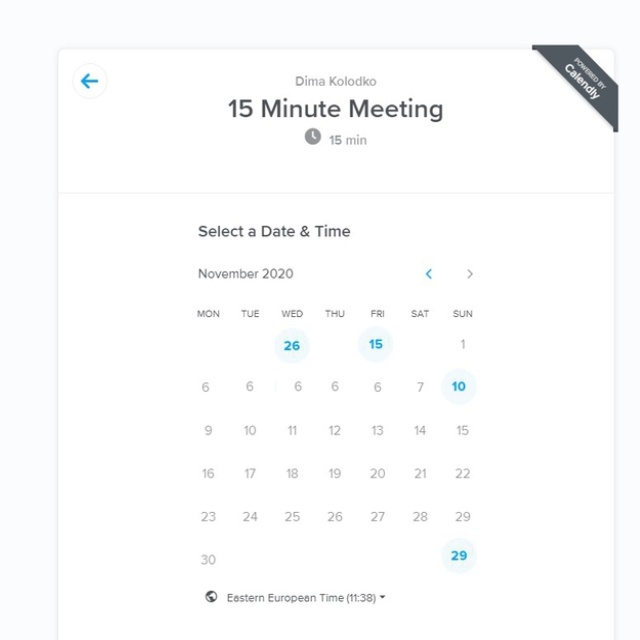 POWERED BY
Calendly
Dima Kolodko
15 Minute Meeting
15 min
Select a Date & Time
November 2020
MON TUE WED THU FRI SAT SUN
26 15 1
6 6 6 6 6 7 10
9 10 11 12 13 14 15
16 17 18 19 20 21 22
23 24 25 26 27 28 29
30 29
Eastern European Time (11:38)